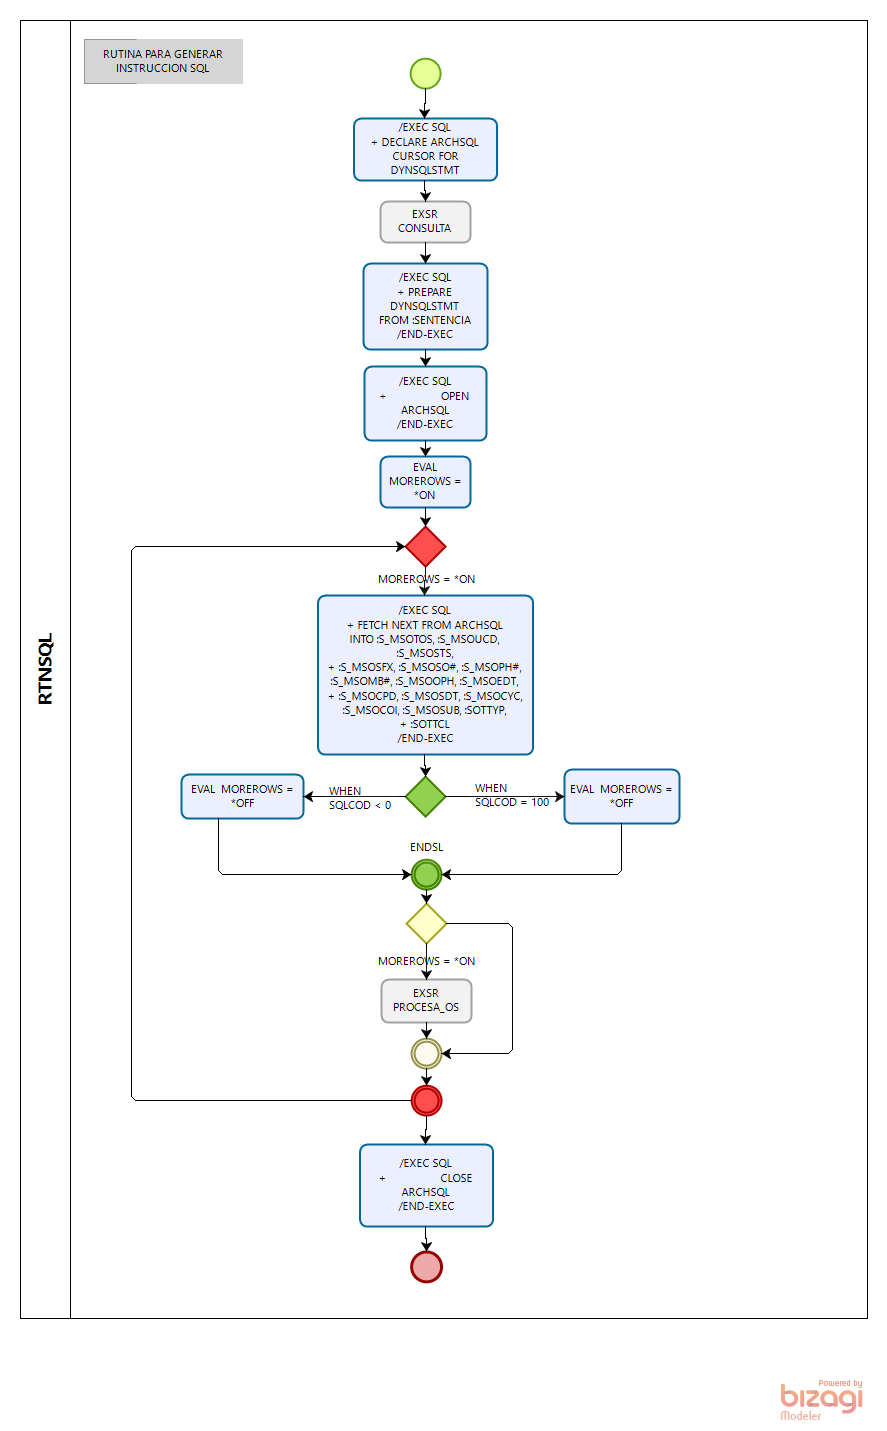 RUTINA PARA GENERAR
INSTRUCCION SQL
RTNSQL
/EXEC SQL
+ DECLARE ARCHSQL
CURSOR FOR
DYNSQLSTMT
EXSR
CONSULTA
/EXEC SQL
+ PREPARE
DYNSQLSTMT
FROM :SENTENCIA
/END-EXEC
/EXEC SQL
+ OPEN
ARCHSQL
/END-EXEC
EVAL
MOREROWS =
*ON
MOREROWS = *ON
/EXEC SQL
+ FETCH NEXT FROM ARCHSQL
INTO :S_MSOTOS, :S_MSOUCD,
:S_MSOSTS,
+ :S_MSOSFX, :S_MSOSO#, :S_MSOPH#,
:S_MSOMB#, :S_MSOOPH, :S_MSOEDT,
+ :S_MSOCPD, :S_MSOSDT, :S_MSOCYC,
:S_MSOCOI, :S_MSOSUB, :SOTTYP,
+ :SOTTCL
/END-EXEC
EVAL MOREROWS =
*OFF
WHEN
SQLCOD < 0
WHEN
SQLCOD = 100
EVAL MOREROWS =
*OFF
ENDSL
MOREROWS = *ON
EXSR
PROCESA_OS
/EXEC SQL
+ CLOSE
ARCHSQL
/END-EXEC
Powered by
bizagi
Modeler